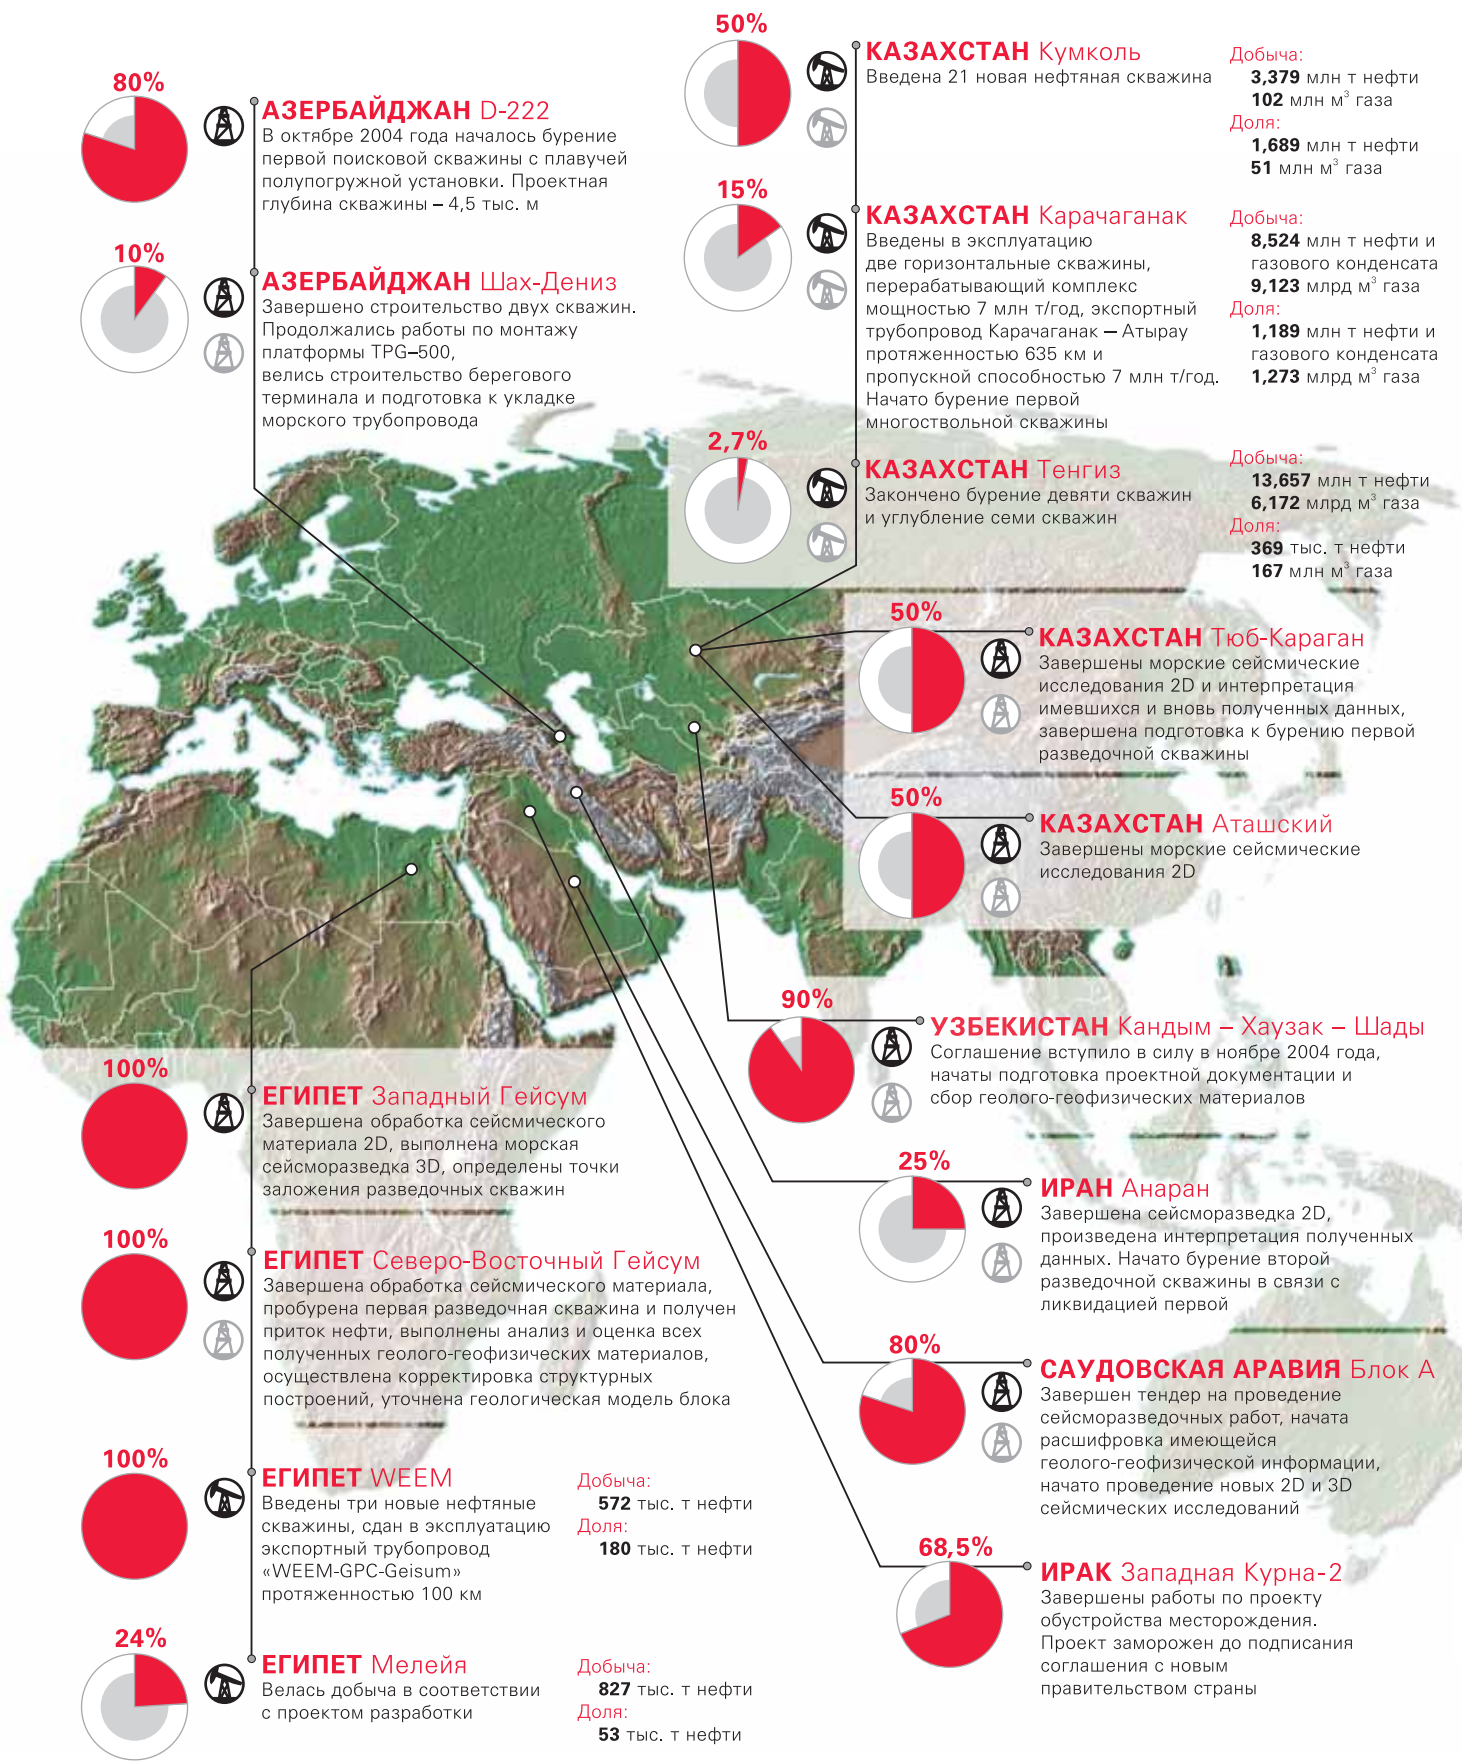 80%
АЗЕРБАЙДЖАН D-222
В октябре 2004 года началось бурение
первой поисковой скважины с плавучей
полупогружной установки. Проектная
глубина скважины – 4,5 тыс. м
10%
АЗЕРБАЙДЖАН Шах-Дениз
Завершено строительство двух скважин.
Продолжались работы по монтажу
платформы TPG–500,
велись строительство берегового
терминала и подготовка к укладке
морского трубопровода
50%
КАЗАХСТАН Кумколь
Введена 21 новая нефтяная скважина
Добыча:
3,379 млн т нефти
102 млн м³ газа
Доля:
1,689 млн т нефти
51 млн м³ газа
15%
КАЗАХСТАН Карачаганак
Введены в эксплуатацию
две горизонтальные скважины,
перерабатывающий комплекс
мощностью 7 млн т/год, экспортный
трубопровод Карачаганак – Атырау
протяженностью 635 км и
пропускной способностью 7 млн т/год.
Начато бурение первой
многоствольной скважины
Добыча:
8,524 млн т нефти и
газового конденсата
9,123 млрд м³ газа
Доля:
1,189 млн т нефти и
газового конденсата
1,273 млрд м³ газа
2,7%
КАЗАХСТАН Тенгиз
Закончено бурение девяти скважин
и углубление семи скважин
Добыча:
13,657 млн т нефти
6,172 млрд м³ газа
Доля:
369 тыс. т нефти
167 млн м³ газа
50%
КАЗАХСТАН Тюб-Караган
Завершены морские сейсмические
исследования 2D и интерпретация
имевшихся и вновь полученных данных,
завершена подготовка к бурению первой
разведочной скважины
50%
КАЗАХСТАН Аташский
Завершены морские сейсмические
исследования 2D
90%
УЗБЕКИСТАН Кандым – Хаузак – Шады
Соглашение вступило в силу в ноябре 2004 года,
начаты подготовка проектной документации и
сбор геолого-геофизических материалов
25%
ИРАН Анаран
Завершена сейсморазведка 2D,
произведена интерпретация полученных
данных. Начато бурение второй
разведочной скважины в связи с
ликвидацией первой
80%
САУДОВСКАЯ АРАВИЯ Блок А
Завершен тендер на проведение
сейсморазведочных работ, начата
расшифровка имеющейся
геолого-геофизической информации,
начато проведение новых 2D и 3D
сейсмических исследований
68,5%
ИРАК Западная Курна-2
Завершены работы по проекту
обустройства месторождения.
Проект заморожен до подписания
соглашения с новым
правительством страны
100%
ЕГИПЕТ Западный Гейсум
Завершена обработка сейсмического
материала 2D, выполнена морская
сейсморазведка 3D, определены точки
заложения разведочных скважин
100%
ЕГИПЕТ Северо-Восточный Гейсум
Завершена обработка сейсмического материала,
пробурена первая разведочная скважина и получен
приток нефти, выполнены анализ и оценка всех
полученных геолого-геофизических материалов,
осуществлена корректировка структурных
построений, уточнена геологическая модель блока
100%
ЕГИПЕТ WEEM
Введены три новые нефтяные
скважины, сдан в эксплуатацию
экспортный трубопровод
«WEEM-GPC-Geisum»
протяженностью 100 км
Добыча:
572 тыс. т нефти
Доля:
180 тыс. т нефти
24%
ЕГИПЕТ Мелейя
Велась добыча в соответствии
с проектом разработки
Добыча:
827 тыс. т нефти
Доля:
53 тыс. т нефти